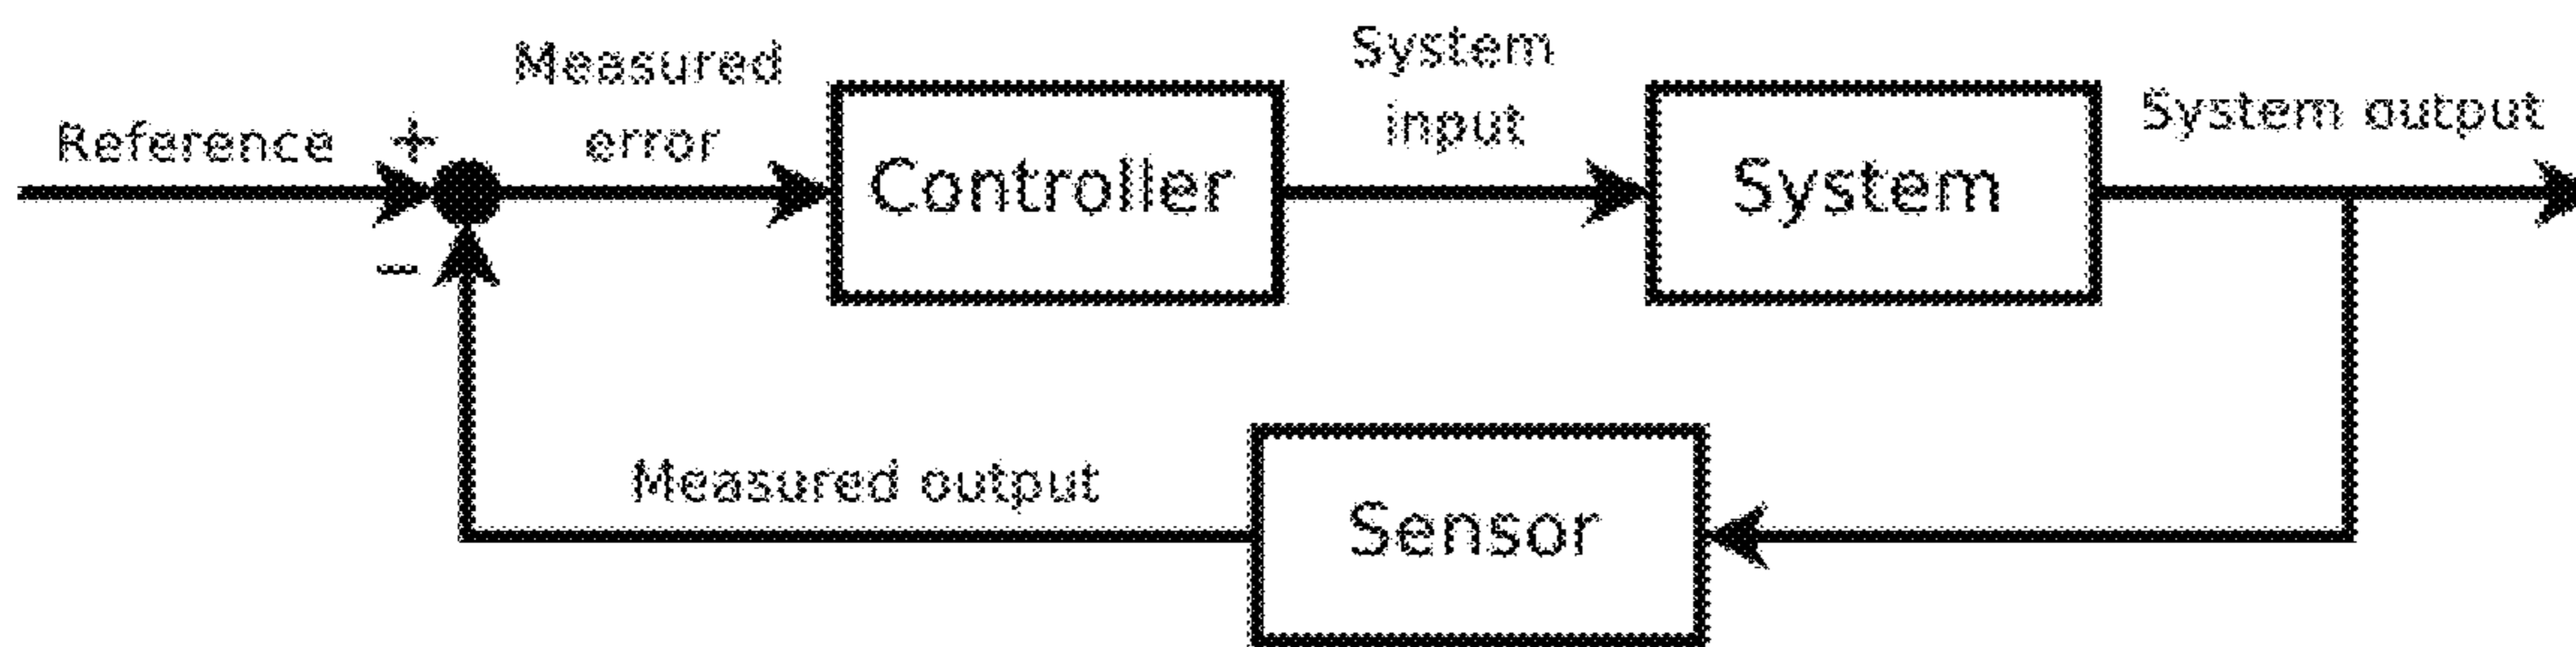 Measured
error
System
input
System output
Reference
+
Controller
System
−
Measured output
Sensor